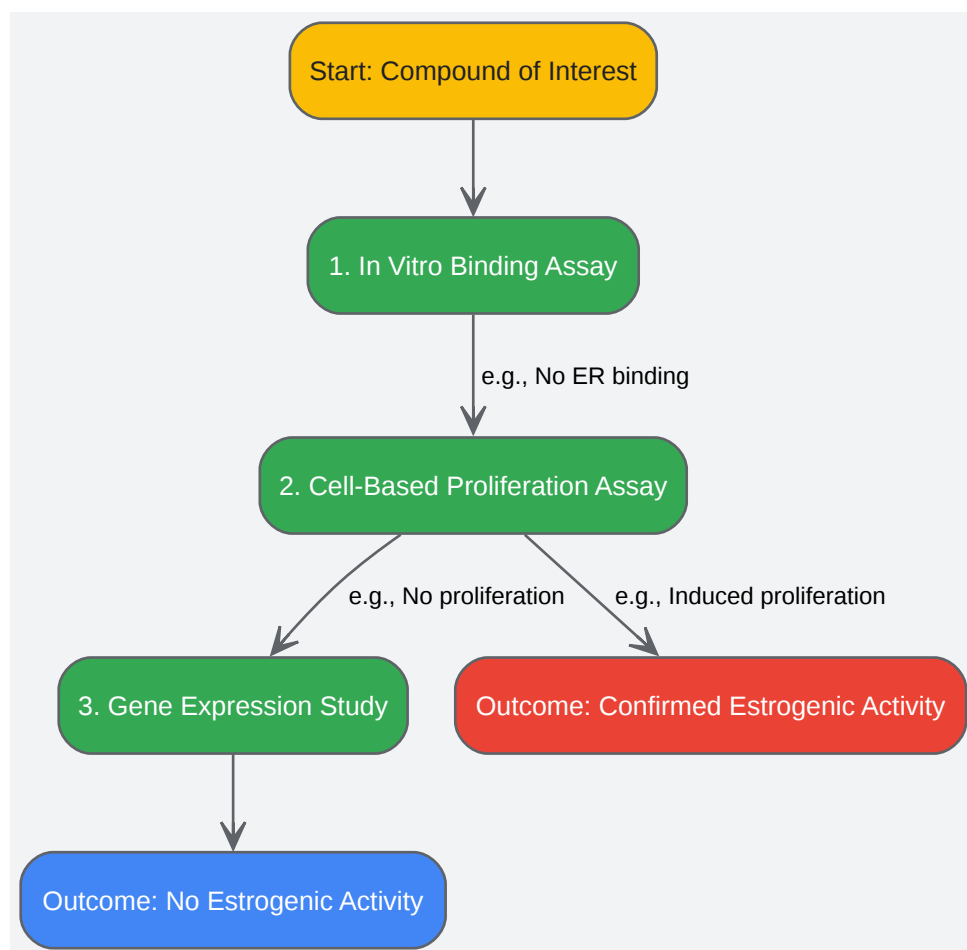 Start: Compound of Interest
1. In Vitro Binding Assay
e.g., No ER binding
2. Cell-Based Proliferation Assay
e.g., No proliferation
e.g., Induced proliferation
3. Gene Expression Study
Outcome: Confirmed Estrogenic Activity
Outcome: No Estrogenic Activity